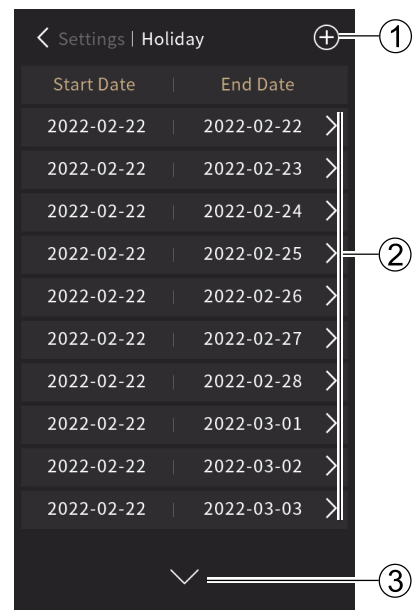 Settings | Holiday ①
Start Date | End Date
2022-02-22 | 2022-02-22
2022-02-22 | 2022-02-23
2022-02-22 | 2022-02-24
2022-02-22 | 2022-02-25 ②
2022-02-22 | 2022-02-26
2022-02-22 | 2022-02-27
2022-02-22 | 2022-02-28
2022-02-22 | 2022-03-01
2022-02-22 | 2022-03-02
2022-02-22 | 2022-03-03
③